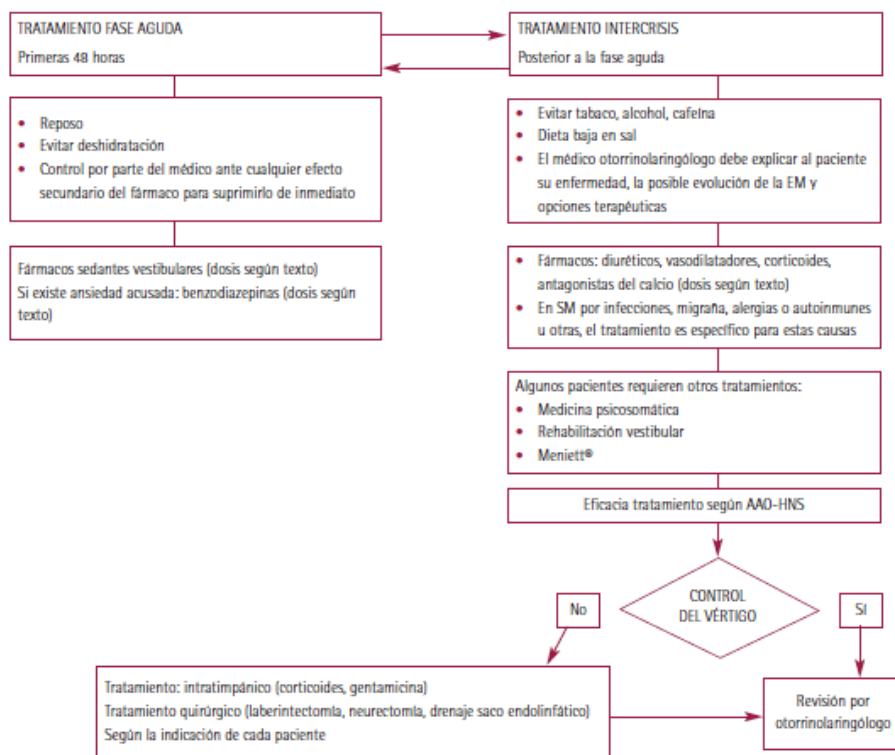 TRATAMIENTO FASE AGUDA
Primeras 48 horas
TRATAMIENTO INTERCRISIS
Posterior a la fase aguda
• Reposo
• Evitar deshidratación
• Control por parte del médico ante cualquier efecto
secundario del fármaco para suprimirlo de inmediato
• Evitar tabaco, alcohol, cafeína
• Dieta baja en sal
• El médico otorrinolaringólogo debe explicar al paciente
su enfermedad, la posible evolución de la EM y
opciones terapéuticas
Fármacos sedantes vestibulares (dosis según texto)
Si existe ansiedad acusada: benzodiazepinas (dosis según
texto)
• Fármacos: diuréticos, vasodilatadores, corticoides,
antagonistas del calcio (dosis según texto)
• En SM por infecciones, migraña, alergias o autoinmunes
u otras, el tratamiento es específico para estas causas
Algunos pacientes requieren otros tratamientos:
• Medicina psicosomática
• Rehabilitación vestibular
• Meniett®
Eficacia tratamiento según AAO-HNS
CONTROL
DEL VÉRTIGO
No
Sí
Tratamiento: intratimpánico (corticoides, gentamicina)
Tratamiento quirúrgico (laberintectomía, neurectomía, drenaje saco endolinfático)
Según la indicación de cada paciente
Revisión por
otorrinolaringólogo